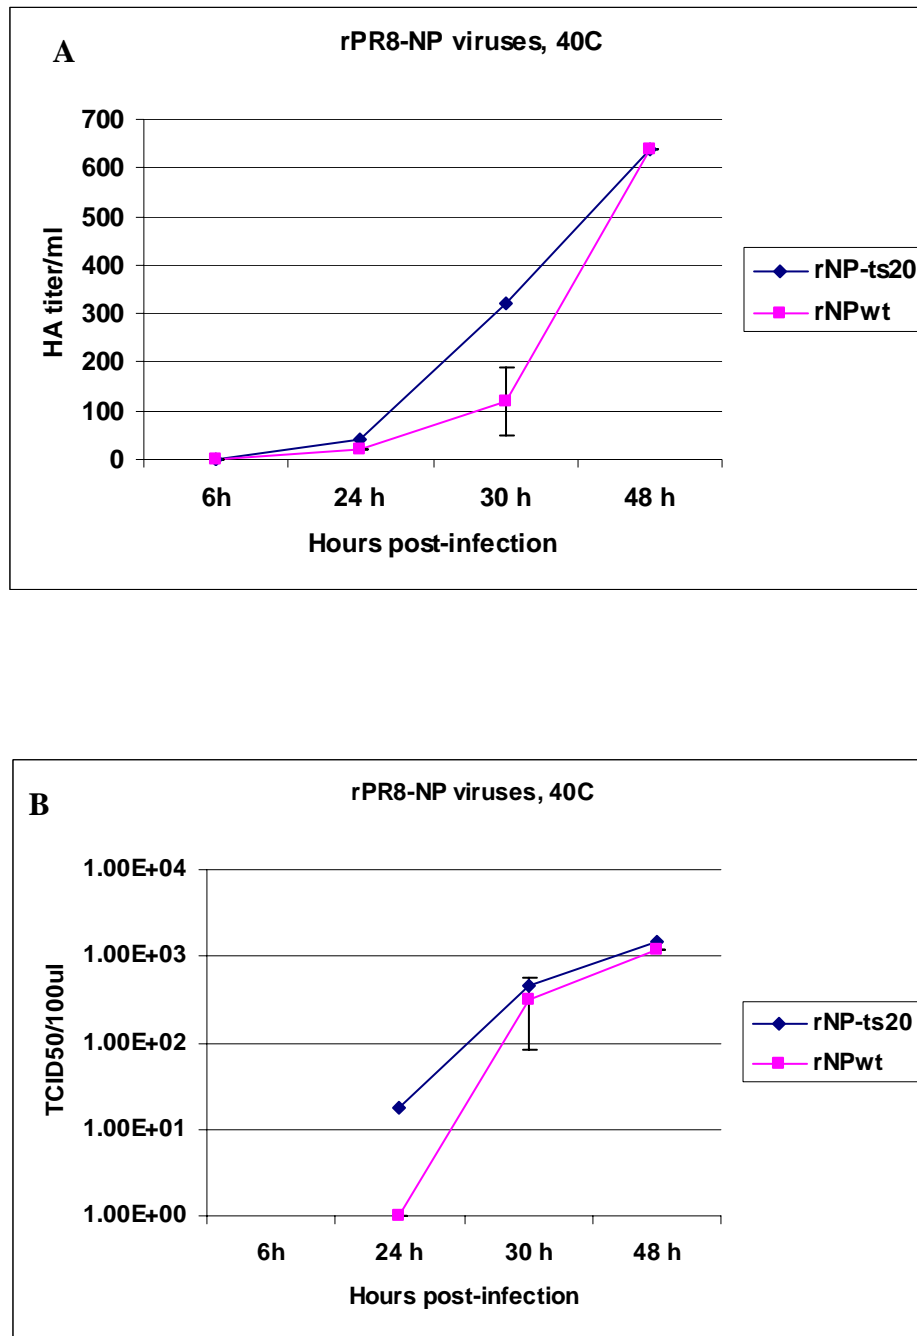 A
rPR8-NP viruses, 40C
700
600
500
400
300
200
100
0
HA titer/ml
6h 24 h 30 h 48 h
Hours post-infection
rNP-ts20
rNPwt
B
rPR8-NP viruses, 40C
1.00E+04
1.00E+03
1.00E+02
1.00E+01
1.00E+00
TCID50/100ul
6h 24 h 30 h 48 h
Hours post-infection
rNP-ts20
rNPwt